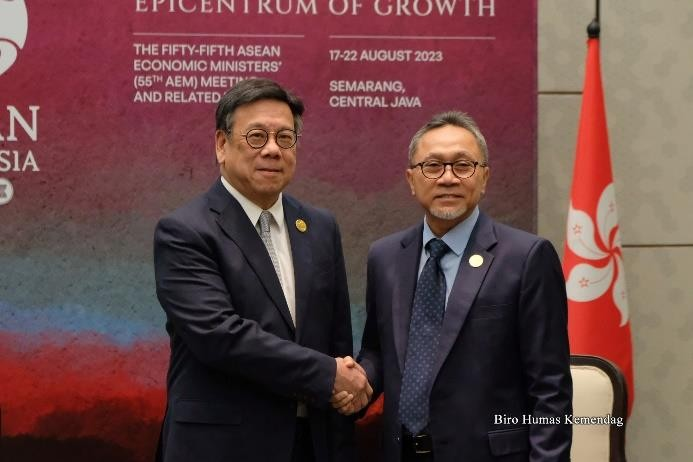 EPICENTRUM OF GROWTH
THE FIFTY-FIFTH ASEAN
ECONOMIC MINISTERS'
(55TH AEM) MEETING
AND RELATED
17-22 AUGUST 2023
SEMARANG,
CENTRAL JAVA
AN
SIA
Biro Humas Kemendag